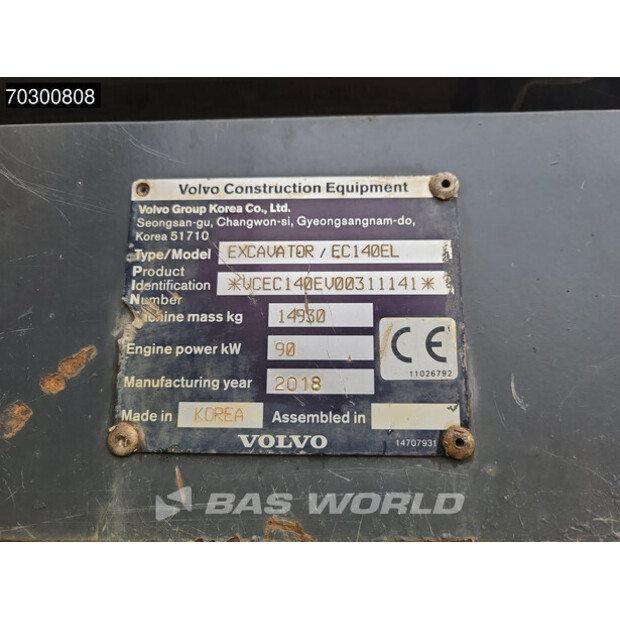 70300808
Volvo Construction Equipment
Volvo Group Korea Co., Ltd.
Seongsan-gu, Changwon-si, Gyeongsangnam-do,
Korea 51710
Type/Model EXCAVATOR / EC140EL
Product
Identification *VCEC140EV00311141*
Number
Machine mass kg 14930
Engine power kW 90
CE
11026792
Manufacturing year 2018
Made in KOREA Assembled in
VOLVO 14707931
BAS WORLD